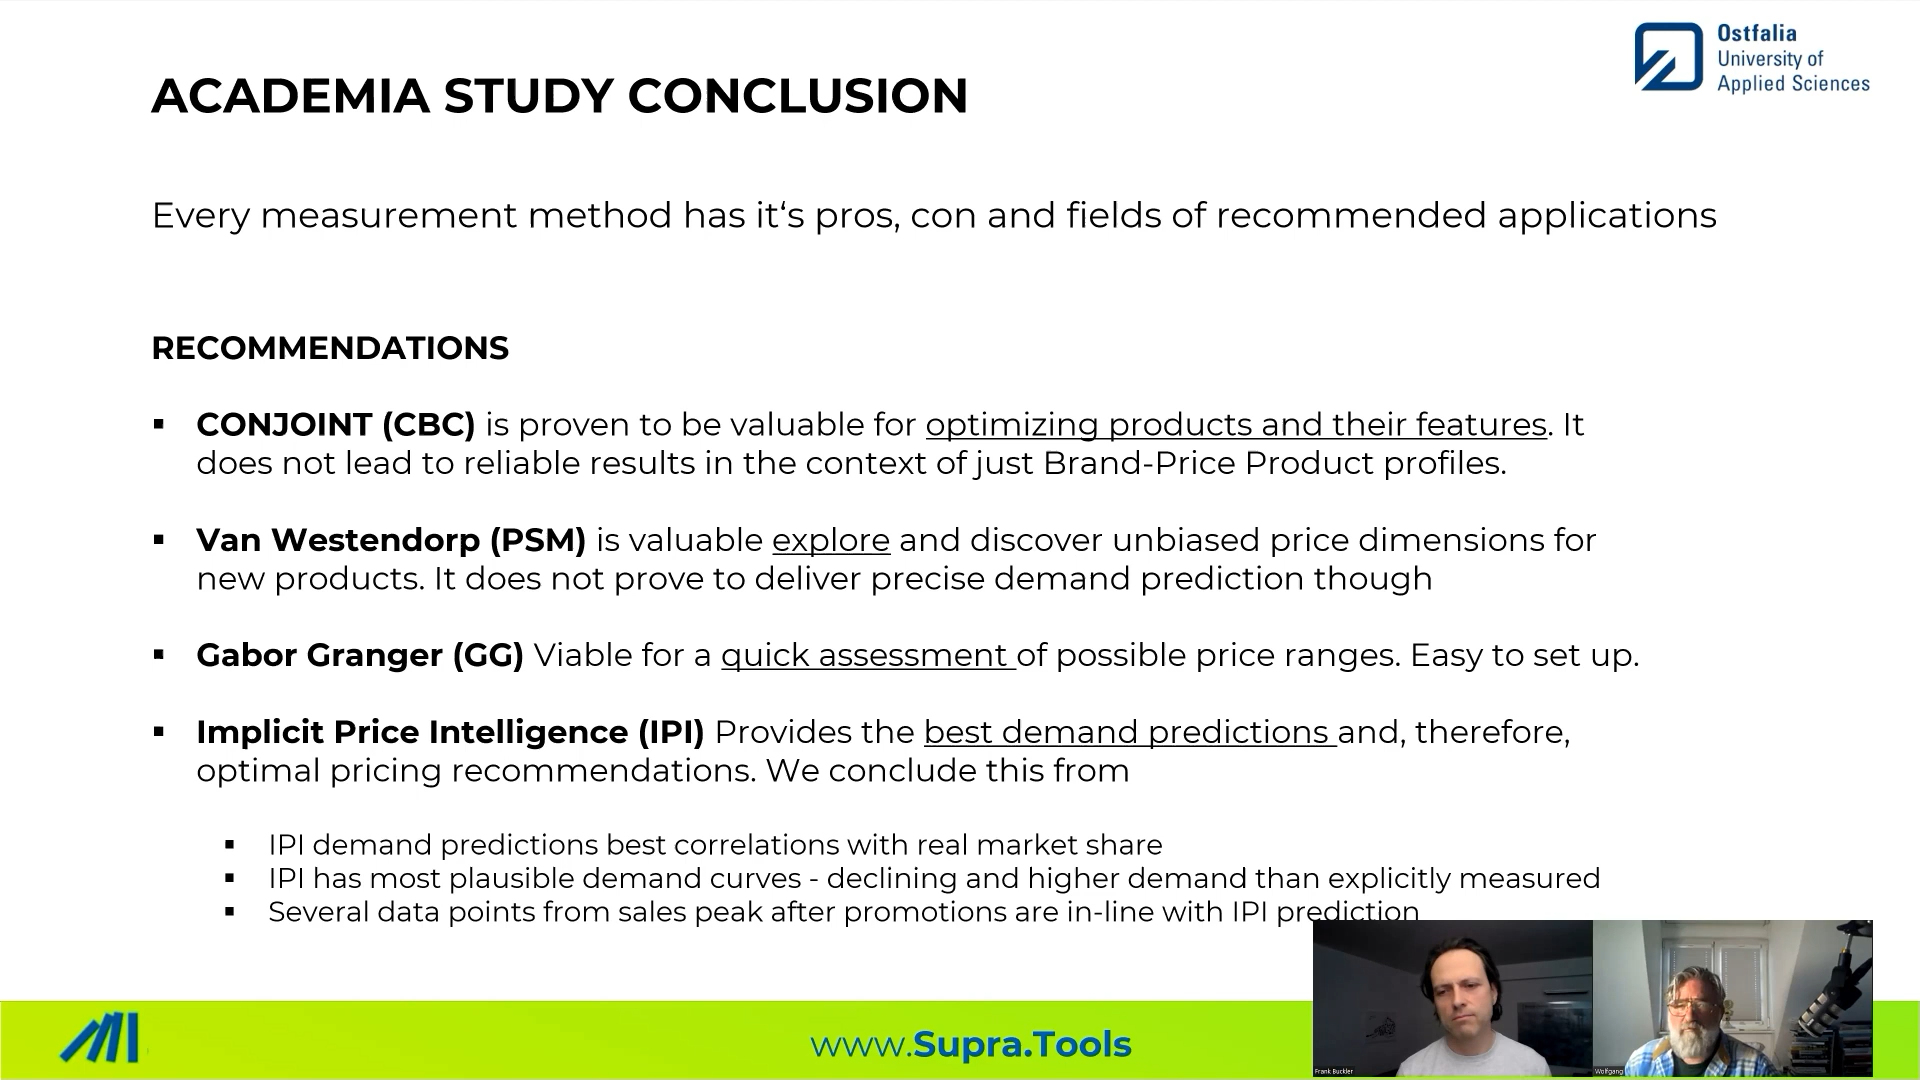 Ostfalia
University of
Applied Sciences
ACADEMIA STUDY CONCLUSION
Every measurement method has it‘s pros, con and fields of recommended applications
RECOMMENDATIONS
▪ CONJOINT (CBC) is proven to be valuable for optimizing products and their features. It
does not lead to reliable results in the context of just Brand-Price Product profiles.
▪ Van Westendorp (PSM) is valuable explore and discover unbiased price dimensions for
new products. It does not prove to deliver precise demand prediction though
▪ Gabor Granger (GG) Viable for a quick assessment of possible price ranges. Easy to set up.
▪ Implicit Price Intelligence (IPI) Provides the best demand predictions and, therefore,
optimal pricing recommendations. We conclude this from
▪ IPI demand predictions best correlations with real market share
▪ IPI has most plausible demand curves - declining and higher demand than explicitly measured
▪ Several data points from sales peak after promotions are in-line with IPI prediction
www.Supra.Tools
Frank Buckler
Wolfgang